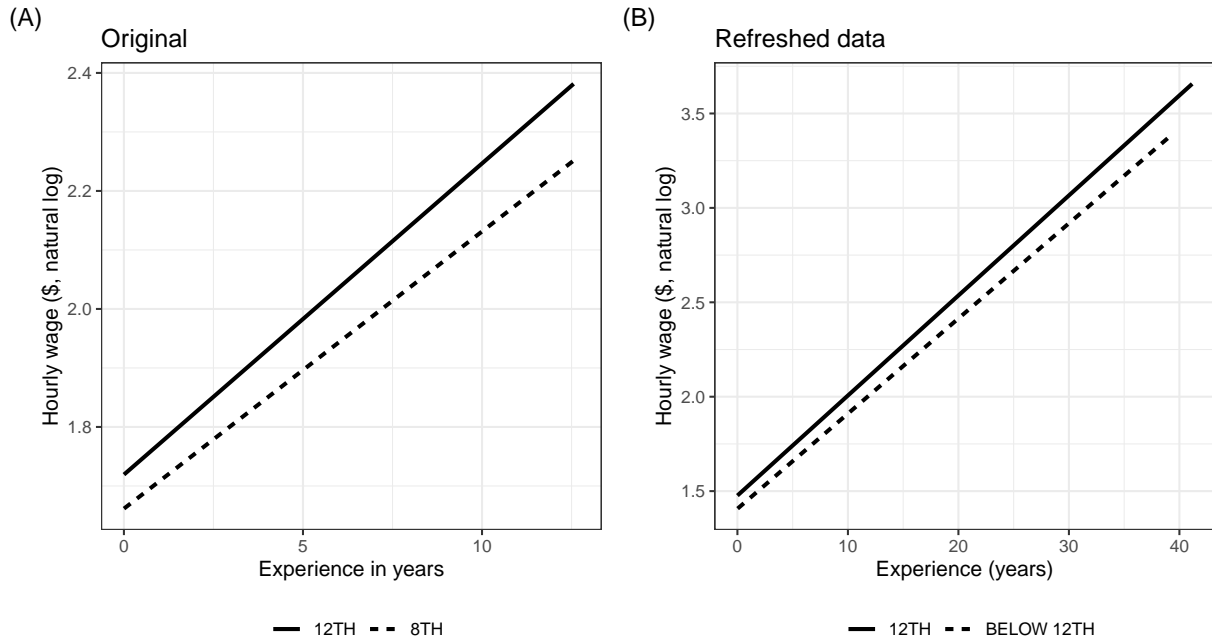 (A)
Original
Hourly wage ($, natural log)
2.4
2.2
2.0
1.8
0 5 10
Experience in years
12TH 8TH
(B)
Refreshed data
Hourly wage ($, natural log)
3.5
3.0
2.5
2.0
1.5
0 10 20 30 40
Experience (years)
12TH BELOW 12TH